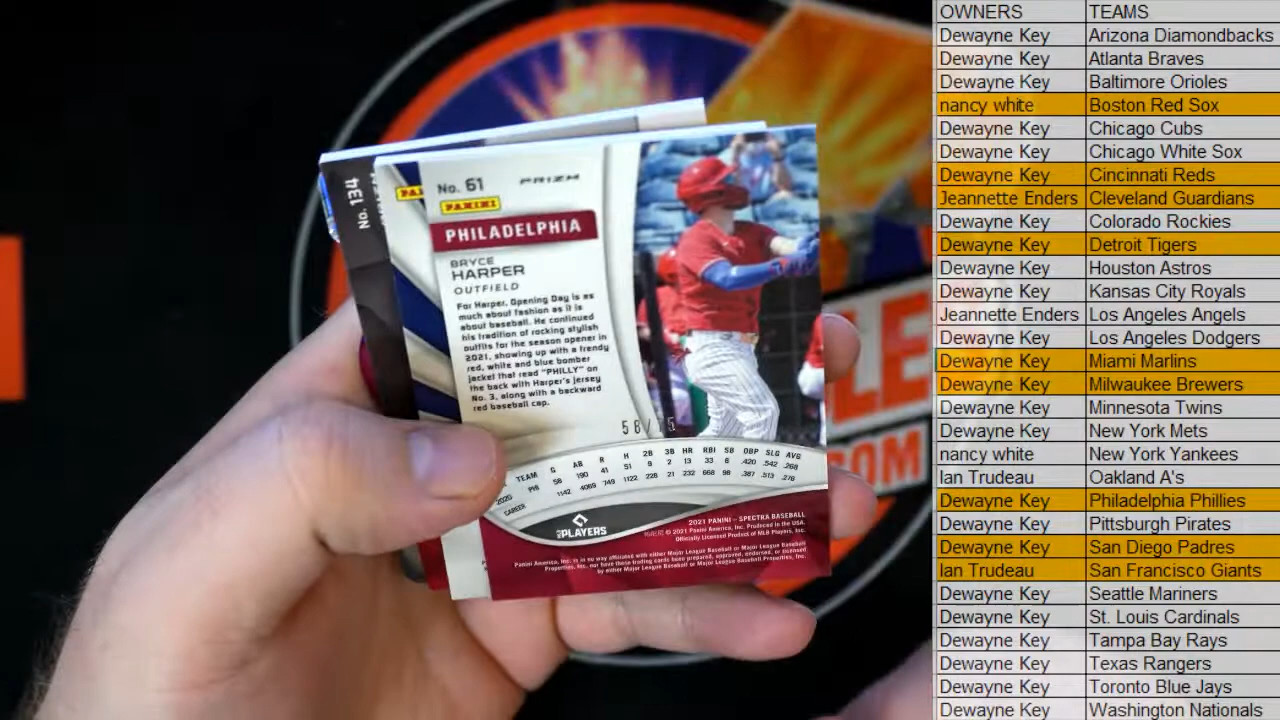 No. 134
No. 61 PRIZM
PANINI
PHILADELPHIA
BRYCE
HARPER
OUTFIELD
For Harper, Opening Day is as
much about fashion as it is
about baseball. He continued
his tradition of rocking stylish
outfits for the season opener in
2021, showing up with a trendy
red, white and blue bomber
jacket that read "PHILLY" on
the back with Harper's jersey
No. 3, along with a backward
red baseball cap.
58/75
TEAM G AB R H 2B 3B HR RBI SB OBP SLG AVG
2020 PHI 58 190 41 51 9 2 13 33 8 .420 .542 .268
CAREER 1142 4069 749 1122 228 21 232 668 98 .387 .513 .276
PLAYERS
2021 PANINI – SPECTRA BASEBALL
© 2021 Panini America, Inc. Produced in the USA.
Officially Licensed Product of MLB Players, Inc.
Panini America, Inc. is in no way affiliated with either Major League Baseball or Major League Baseball
Properties, Inc. nor have these trading cards been prepared, approved, endorsed, or licensed
by either Major League Baseball or Major League Baseball Properties, Inc.
OWNERS TEAMS
Dewayne Key Arizona Diamondbacks
Dewayne Key Atlanta Braves
Dewayne Key Baltimore Orioles
nancy white Boston Red Sox
Dewayne Key Chicago Cubs
Dewayne Key Chicago White Sox
Dewayne Key Cincinnati Reds
Jeannette Enders Cleveland Guardians
Dewayne Key Colorado Rockies
Dewayne Key Detroit Tigers
Dewayne Key Houston Astros
Dewayne Key Kansas City Royals
Jeannette Enders Los Angeles Angels
Dewayne Key Los Angeles Dodgers
Dewayne Key Miami Marlins
Dewayne Key Milwaukee Brewers
Dewayne Key Minnesota Twins
Dewayne Key New York Mets
nancy white New York Yankees
Ian Trudeau Oakland A's
Dewayne Key Philadelphia Phillies
Dewayne Key Pittsburgh Pirates
Dewayne Key San Diego Padres
Ian Trudeau San Francisco Giants
Dewayne Key Seattle Mariners
Dewayne Key St. Louis Cardinals
Dewayne Key Tampa Bay Rays
Dewayne Key Texas Rangers
Dewayne Key Toronto Blue Jays
Dewayne Key Washington Nationals